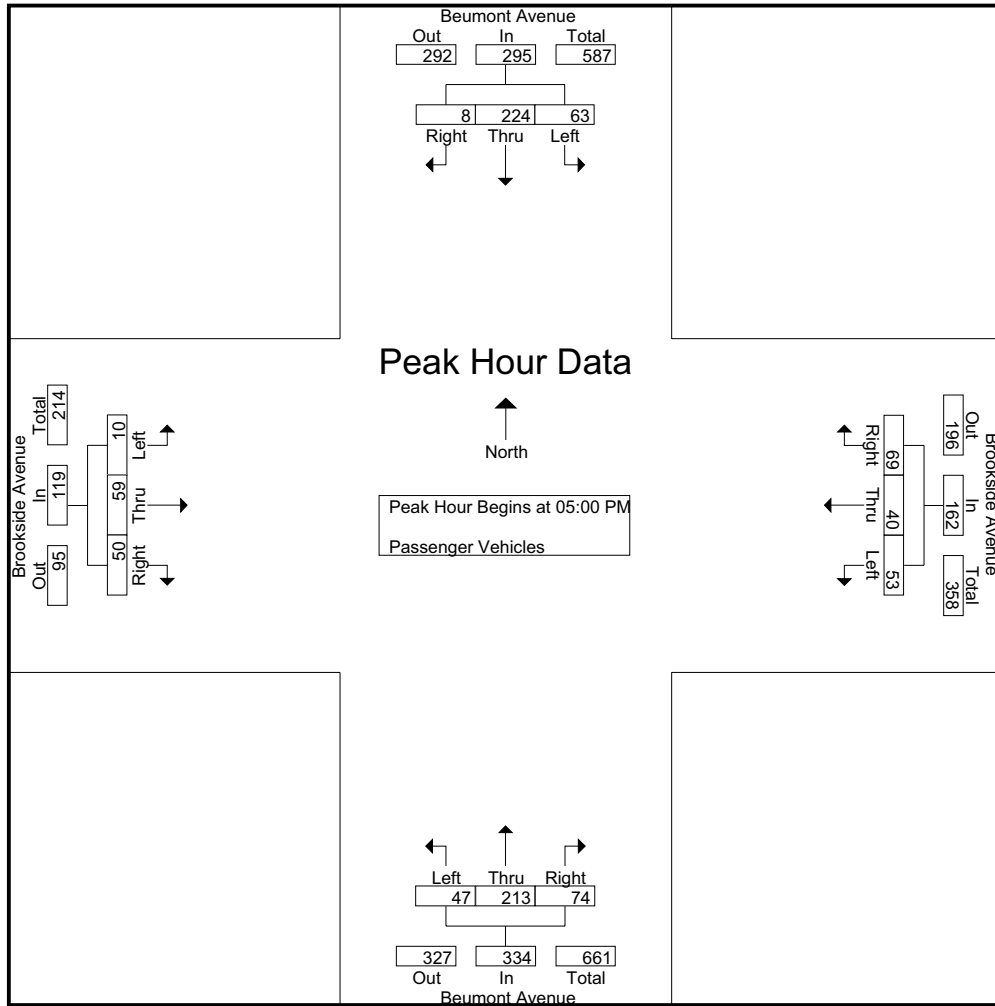 Beumont Avenue
Out In Total
292 295 587
8 224 63
Right Thru Left
Peak Hour Data
North
Peak Hour Begins at 05:00 PM
Passenger Vehicles
Brookside Avenue
Total In Out
214 119 95
10 59 50
Left Thru Right
Brookside Avenue
Out In Total
196 162 358
69 40 53
Right Thru Left
Left Thru Right
47 213 74
327 334 661
Out In Total
Beumont Avenue